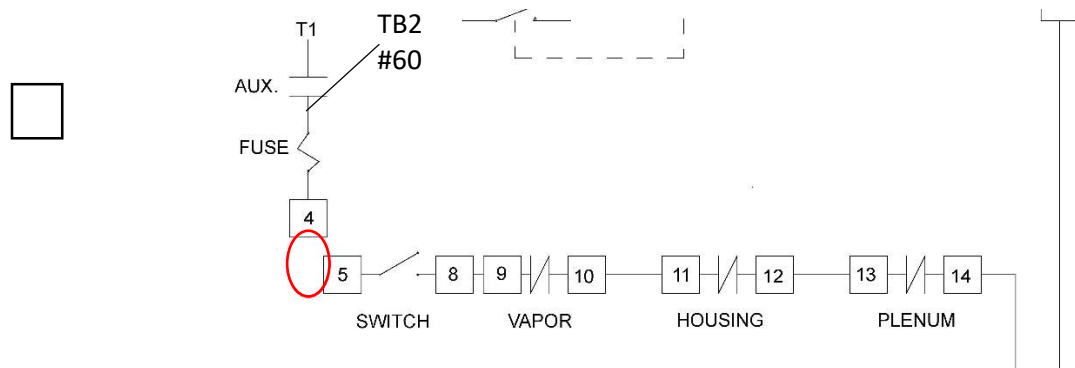 T1
TB2
#60
AUX.
FUSE
4
5 8 9 10 11 12 13 14
SWITCH VAPOR HOUSING PLENUM